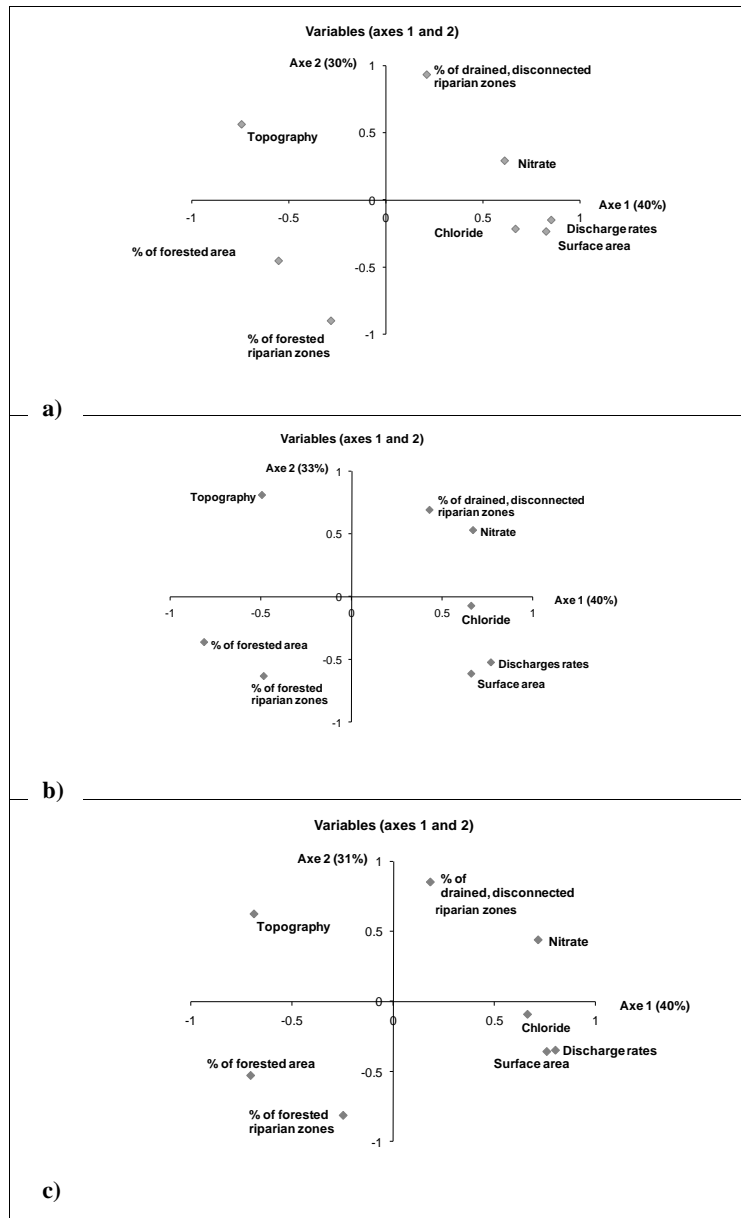 Variables (axes 1 and 2)
Axe 2 (30%)
1
% of drained, disconnected
riparian zones
Topography
0.5
Nitrate
0
Axe 1 (40%)
-1
-0.5
0
0.5
1
Chloride
Discharge rates
Surface area
% of forested area
-0.5
% of forested
riparian zones
-1
a)
Variables (axes 1 and 2)
Axe 2 (33%)
1
Topography
% of drained, disconnected
riparian zones
0.5
Nitrate
0
Axe 1 (40%)
-1
-0.5
0
0.5
1
Chloride
% of forested area
-0.5
Discharges rates
% of forested
riparian zones
Surface area
-1
b)
Variables (axes 1 and 2)
Axe 2 (31%)
1
% of
drained, disconnected
riparian zones
Topography
0.5
Nitrate
0
Axe 1 (40%)
-1
-0.5
0
0.5
1
Chloride
Discharge rates
Surface area
% of forested area
-0.5
% of forested
riparian zones
-1
c)